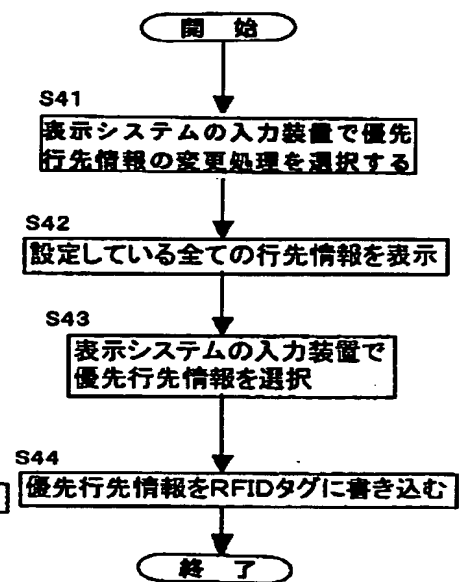 開 始
S41
表示システムの入力装置で優先
行先情報の変更処理を選択する
S42
設定している全ての行先情報を表示
S43
表示システムの入力装置で
優先行先情報を選択
S44
優先行先情報をRFIDタグに書き込む
終 了